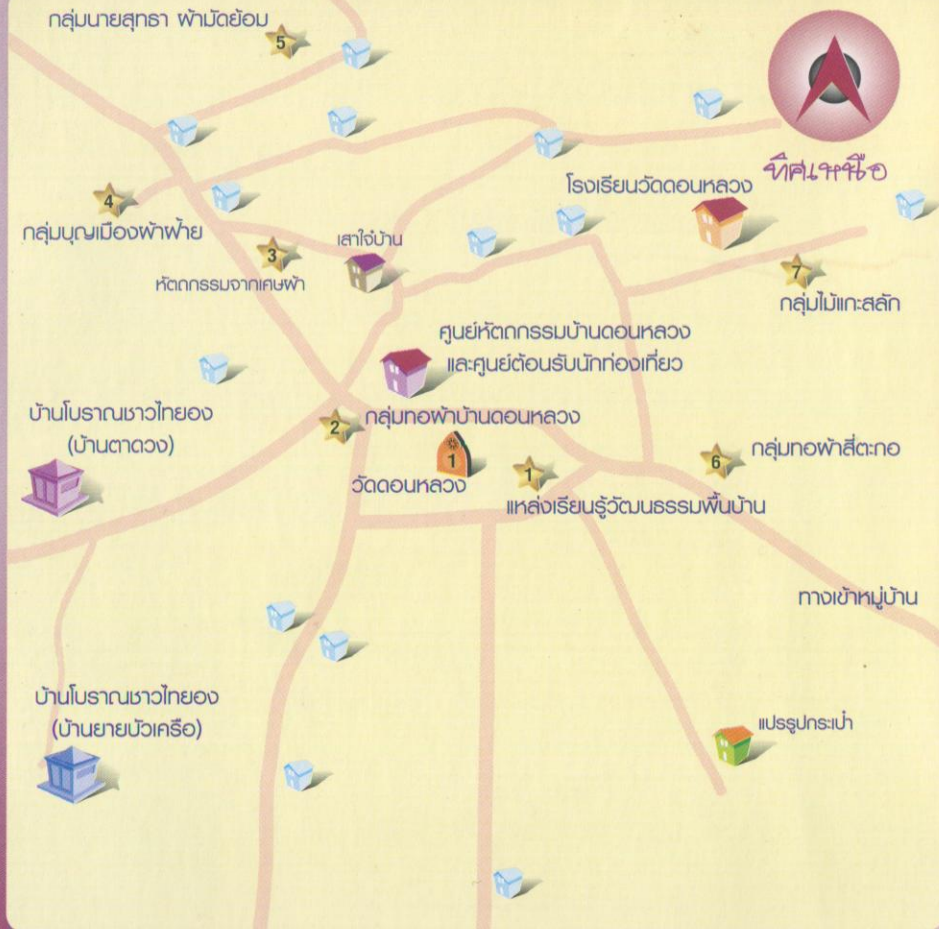 กลุ่มนายสุทธา ผ้ามัดย้อม
5
ทิศเหนือ
โรงเรียนวัดดอนหลวง
4
กลุ่มบุญเมืองผ้าฝ้าย
เสาใจ๋บ้าน
3
หัตถกรรมจากเศษผ้า
7
กลุ่มไม้แกะสลัก
ศูนย์หัตถกรรมบ้านดอนหลวง
และศูนย์ต้อนรับนักท่องเที่ยว
บ้านโบราณชาวไทยอง
(บ้านตาดวง)
2
กลุ่มทอผ้าบ้านดอนหลวง
1
วัดดอนหลวง
1
แหล่งเรียนรู้วัฒนธรรมพื้นบ้าน
6
กลุ่มทอผ้าสี่ตะกอ
ทางเข้าหมู่บ้าน
บ้านโบราณชาวไทยอง
(บ้านยายบัวเครือ)
แปรรูปกระเป๋า